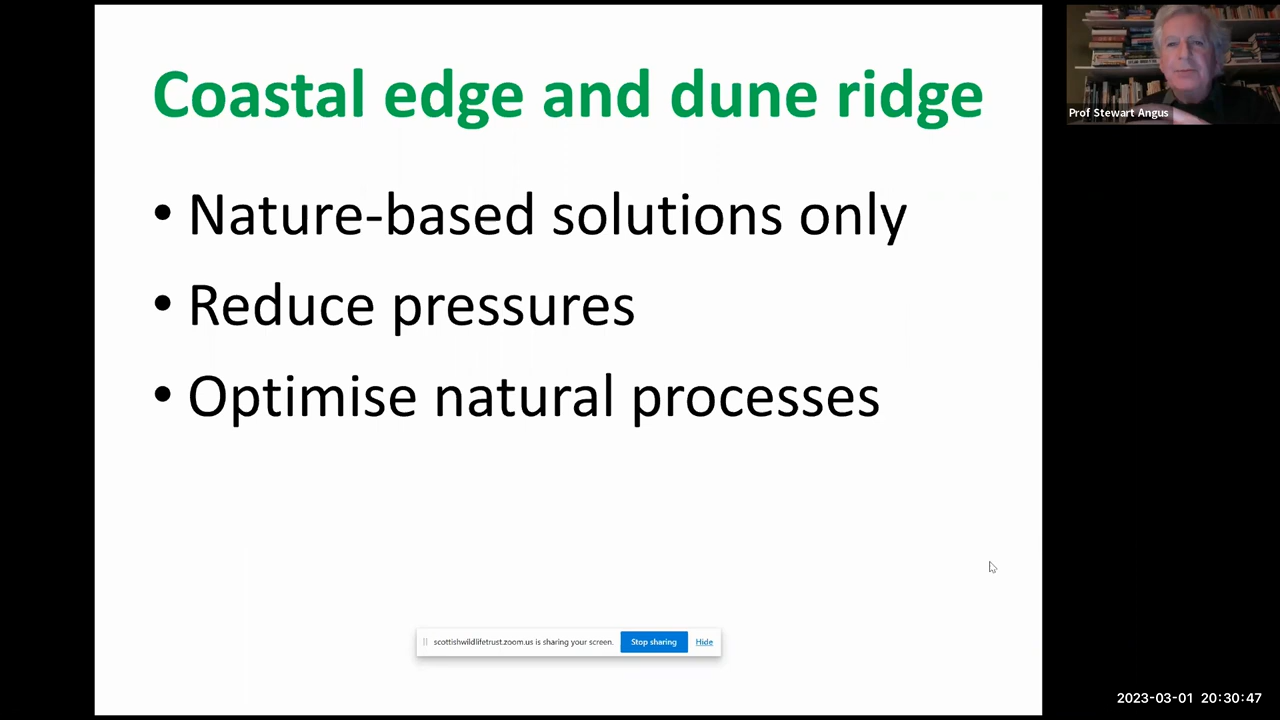 Coastal edge and dune ridge
• Nature-based solutions only
• Reduce pressures
• Optimise natural processes
Prof Stewart Angus
scottishwildlifetrust.zoom.us is sharing your screen. Stop sharing Hide
2023-03-01 20:30:47